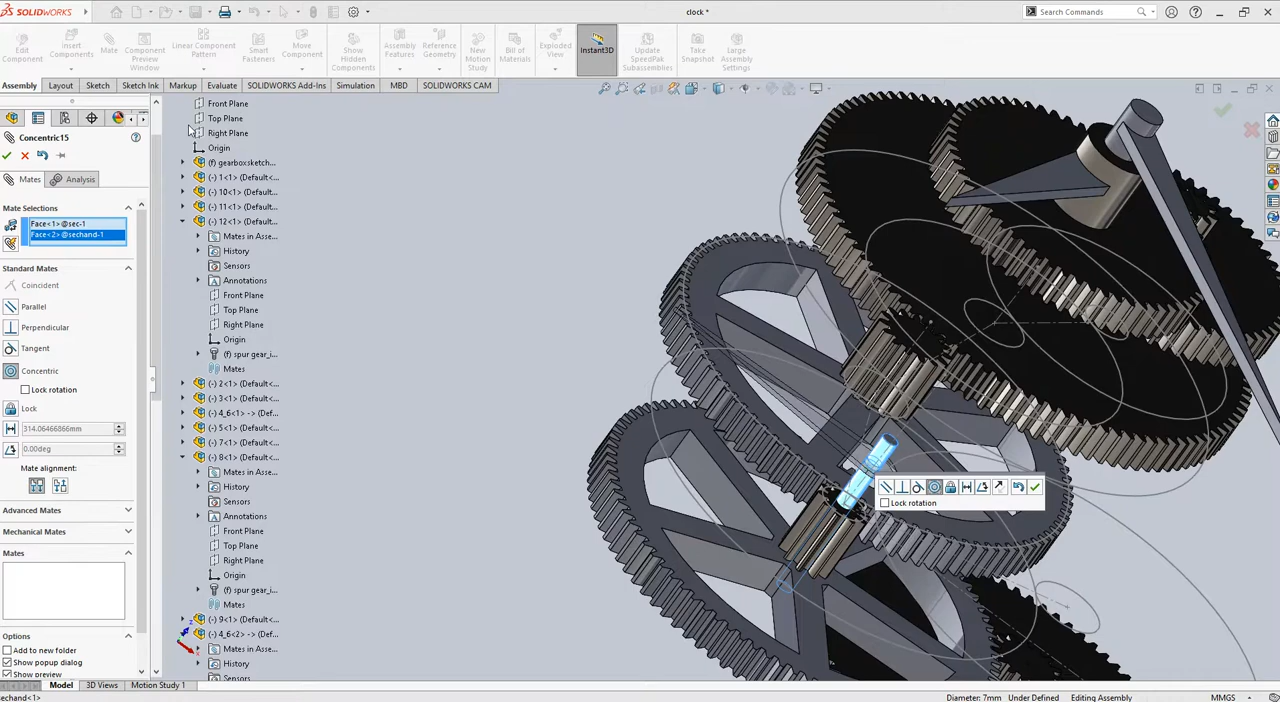 SOLIDWORKS
clock *
Search Commands
Edit Component
Insert Components
Mate
Component Preview Window
Linear Component Pattern
Smart Fasteners
Move Component
Show Hidden Components
Assembly Features
Reference Geometry
New Motion Study
Bill of Materials
Exploded View
Instant3D
Update SpeedPak Subassemblies
Take Snapshot
Large Assembly Settings
Assembly Layout Sketch Sketch Ink Markup Evaluate SOLIDWORKS Add-Ins Simulation MBD SOLIDWORKS CAM
Concentric15
Mates Analysis
Mate Selections
Face<1>@sec-1
Face<2>@sechand-1
Standard Mates
Coincident
Parallel
Perpendicular
Tangent
Concentric
Lock rotation
Lock
314.06466866mm
0.00deg
Mate alignment:
Advanced Mates
Mechanical Mates
Mates
Options
Add to new folder
Show popup dialog
Show preview
Front Plane
Top Plane
Right Plane
Origin
(f) gearboxsketch...
(-) 1<1> (Default...
(-) 10<1> (Default...
(-) 11<1> (Default...
(-) 12<1> (Default...
Mates in Asse...
History
Sensors
Annotations
Front Plane
Top Plane
Right Plane
Origin
(f) spur gear_i...
Mates
(-) 2<1> (Default<...
(-) 3<1> (Default<...
(-) 4_6<1> -> (Def...
(-) 5<1> (Default<...
(-) 7<1> (Default<...
(-) 8<1> (Default<...
Mates in Asse...
History
Sensors
Annotations
Front Plane
Top Plane
Right Plane
Origin
(f) spur gear_i...
Mates
(-) 9<1> (Default<...
(-) 4_6<2> -> (Def...
Mates in Asse...
History
Sensors
Lock rotation
Model 3D Views Motion Study 1
sechand<1>
Diameter: 7mm Under Defined Editing Assembly MMGS